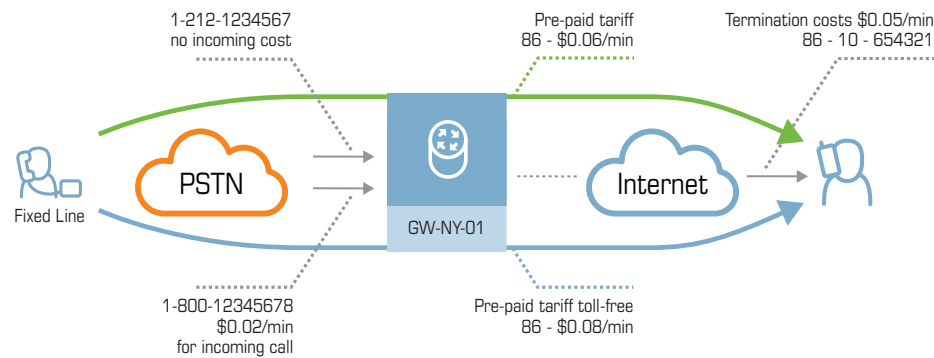 1-212-1234567
no incoming cost
Pre-paid tariff
86 - $0.06/min
Termination costs $0.05/min
86 - 10 - 654321
PSTN
Internet
Fixed Line
GW-NY-01
1-800-12345678
$0.02/min
for incoming call
Pre-paid tariff toll-free
86 - $0.08/min